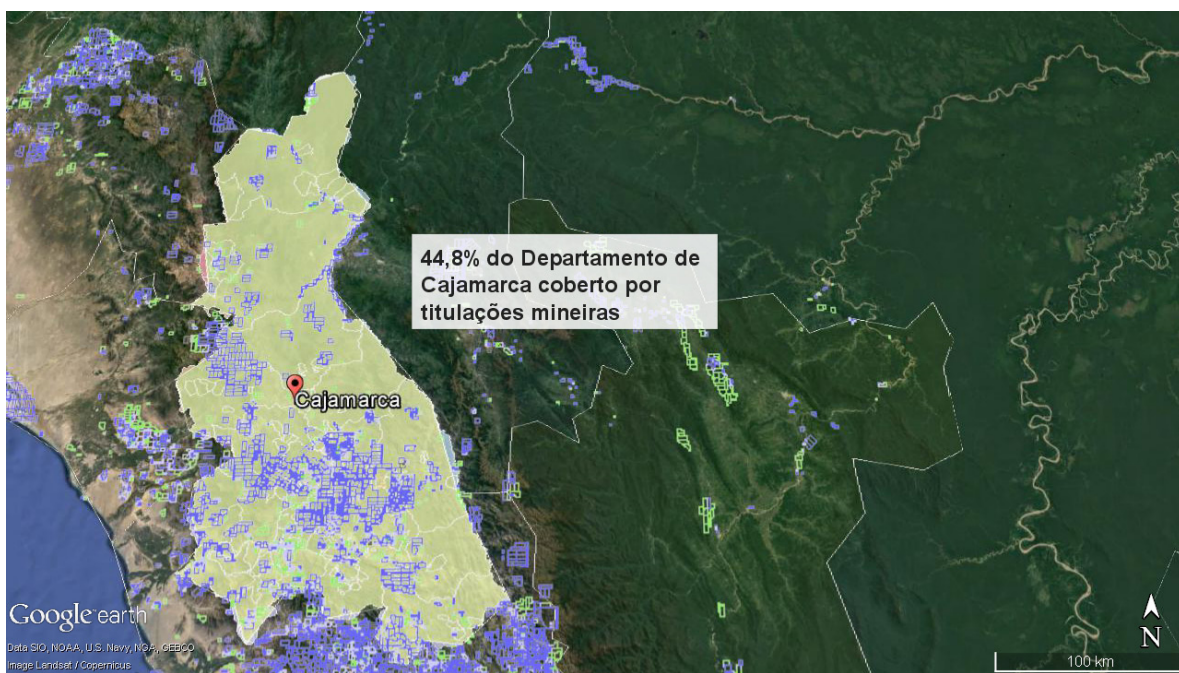 44,8% do Departamento de
Cajamarca coberto por
titulações mineiras
Cajamarca
Google earth
Data SIO, NOAA, U.S. Navy, NGA, GEBCO
Image Landsat / Copernicus
N
100 km